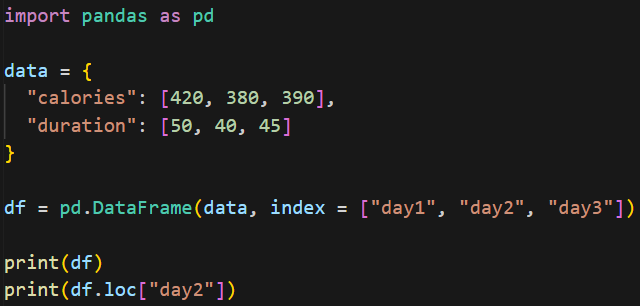 import pandas as pd
data = {
  "calories": [420, 380, 390],
  "duration": [50, 40, 45]
}
df = pd.DataFrame(data, index = ["day1", "day2", "day3"])
print(df)
print(df.loc["day2"])